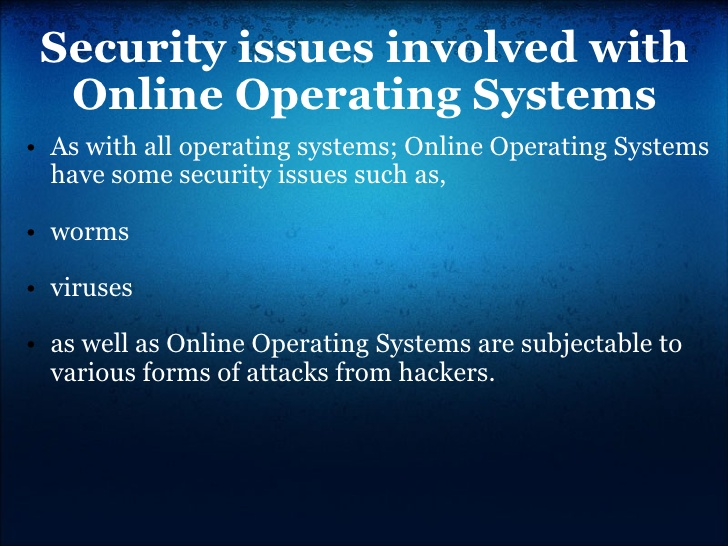 Security issues involved with
Online Operating Systems
• As with all operating systems; Online Operating Systems
have some security issues such as,
• worms
• viruses
• as well as Online Operating Systems are subjectable to
various forms of attacks from hackers.